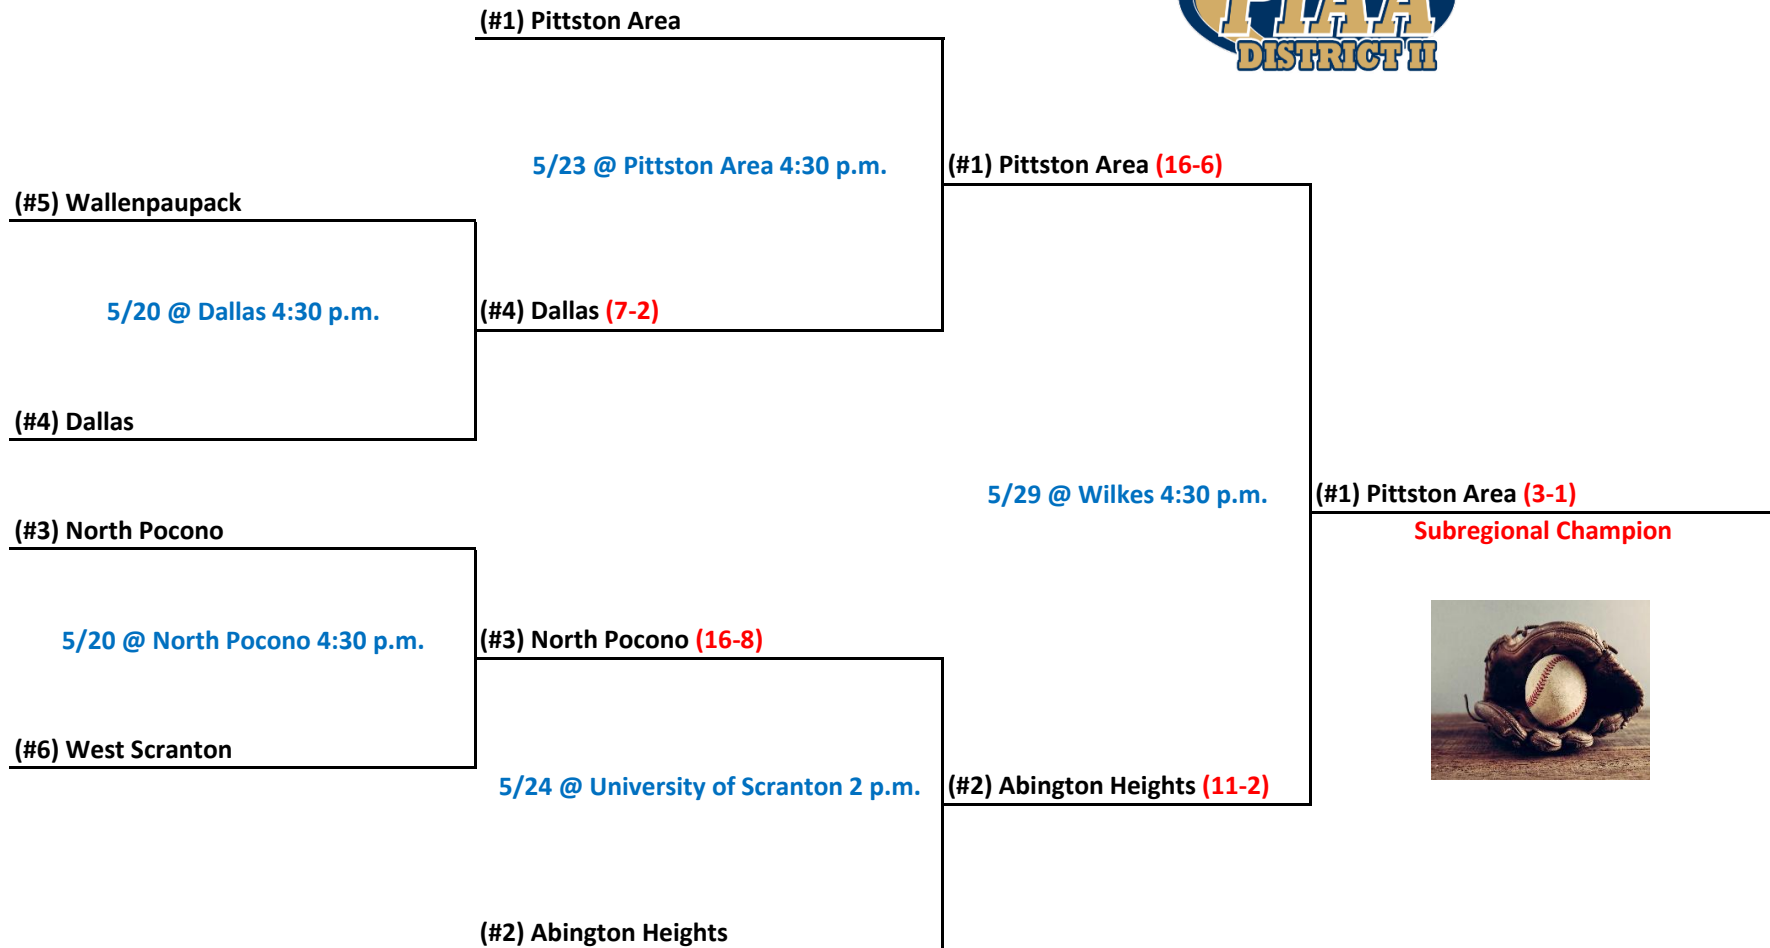 (#1) Pittston Area
PIAA
DISTRICT II
5/23 @ Pittston Area 4:30 p.m.
(#1) Pittston Area (16-6)
(#5) Wallenpaupack
5/20 @ Dallas 4:30 p.m.
(#4) Dallas (7-2)
(#4) Dallas
5/29 @ Wilkes 4:30 p.m.
(#1) Pittston Area (3-1)
Subregional Champion
(#3) North Pocono
5/20 @ North Pocono 4:30 p.m.
(#3) North Pocono (16-8)
(#6) West Scranton
5/24 @ University of Scranton 2 p.m.
(#2) Abington Heights (11-2)
(#2) Abington Heights